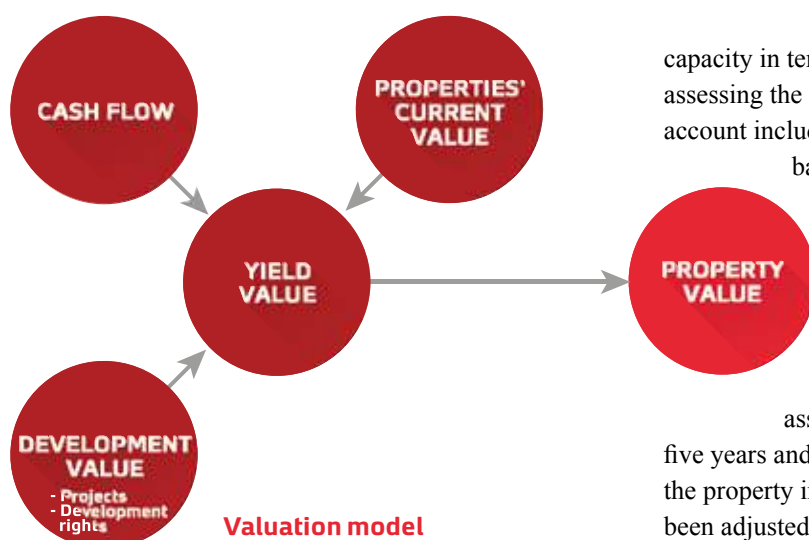 CASH FLOW
PROPERTIES'
CURRENT
VALUE
YIELD
VALUE
PROPERTY
VALUE
DEVELOPMENT
VALUE
- Projects
- Development
rights
Valuation model
capacity in
assessing the
account
five years and
the property
been adjusted